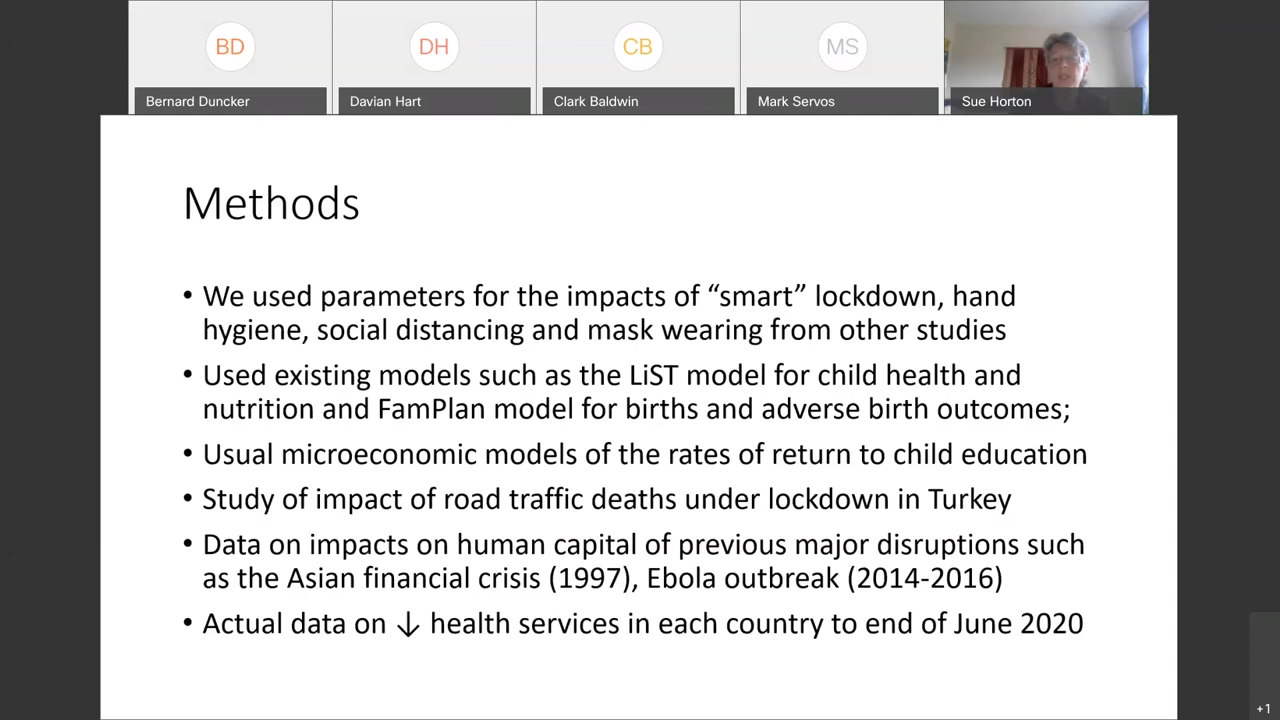 BD
DH
CB
MS
Bernard Duncker
Davian Hart
Clark Baldwin
Mark Servos
Sue Horton
Methods
• We used parameters for the impacts of “smart” lockdown, hand
hygiene, social distancing and mask wearing from other studies
• Used existing models such as the LiST model for child health and
nutrition and FamPlan model for births and adverse birth outcomes;
• Usual microeconomic models of the rates of return to child education
• Study of impact of road traffic deaths under lockdown in Turkey
• Data on impacts on human capital of previous major disruptions such
as the Asian financial crisis (1997), Ebola outbreak (2014-2016)
• Actual data on ↓ health services in each country to end of June 2020
+1